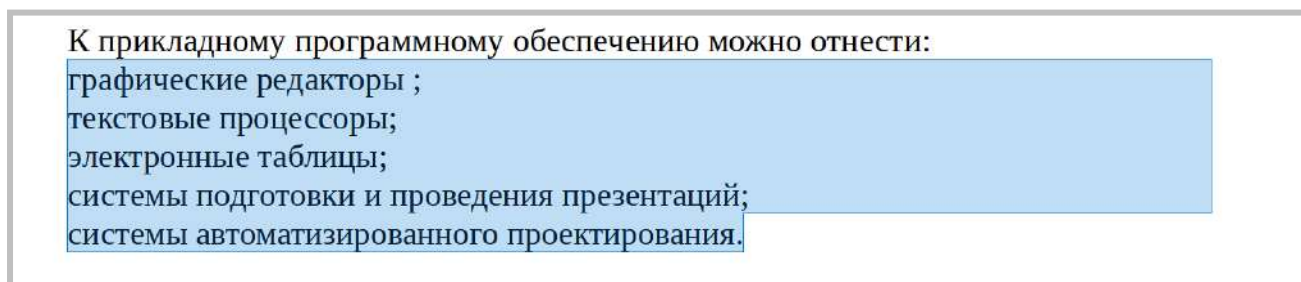 К прикладному программному обеспечению можно отнести:
графические редакторы ;
текстовые процессоры;
электронные таблицы;
системы подготовки и проведения презентаций;
системы автоматизированного проектирования.